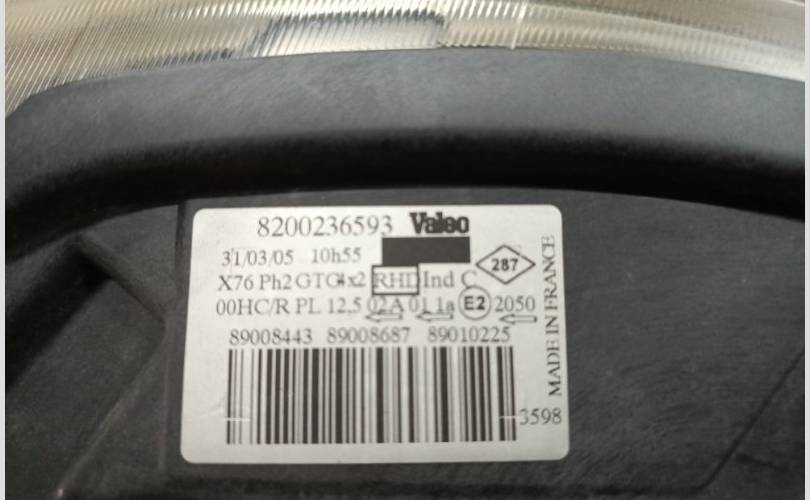 8200236593 Valeo
31/03/05 10h55
X76 Ph2 GTG 4x2 RHD Ind C 287
00HC/R PL 12,5 02A 01 1a E2 2050
89008443 89008687 89010225
3598
MADE IN FRANCE